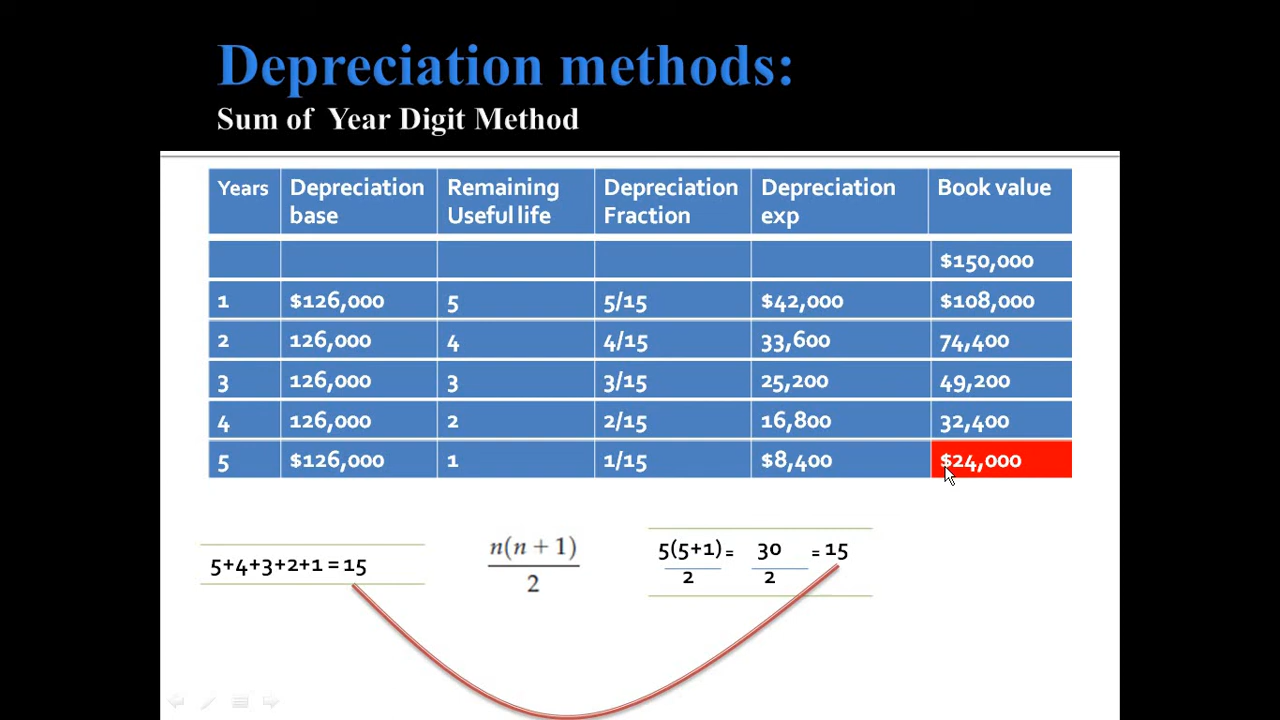 Depreciation methods:
Sum of Year Digit Method
Years Depreciation base Remaining Useful life Depreciation Fraction Depreciation exp Book value
$150,000
1 $126,000 5 5/15 $42,000 $108,000
2 126,000 4 4/15 33,600 74,400
3 126,000 3 3/15 25,200 49,200
4 126,000 2 2/15 16,800 32,400
5 $126,000 1 1/15 $8,400 $24,000
5+4+3+2+1 = 15
n(n + 1)
2
5(5+1) = 30 = 15
2 2